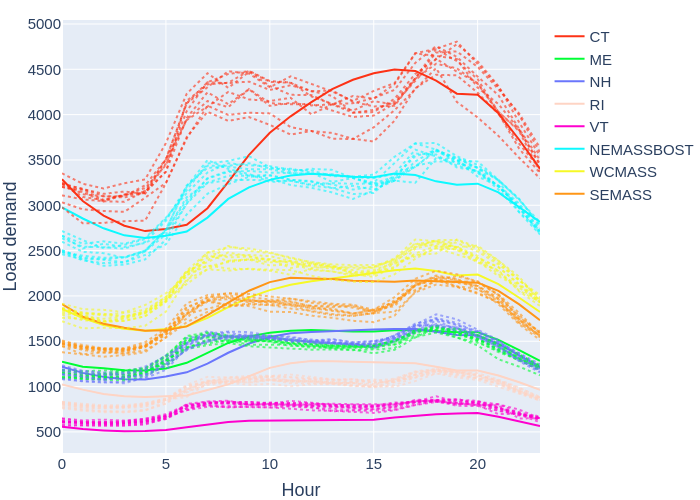 5000
4500
4000
3500
3000
2500
2000
1500
1000
500
0
5
10
15
20
Load demand
Hour
CT
ME
NH
RI
VT
NEMASSBOST
WCMASS
SEMASS